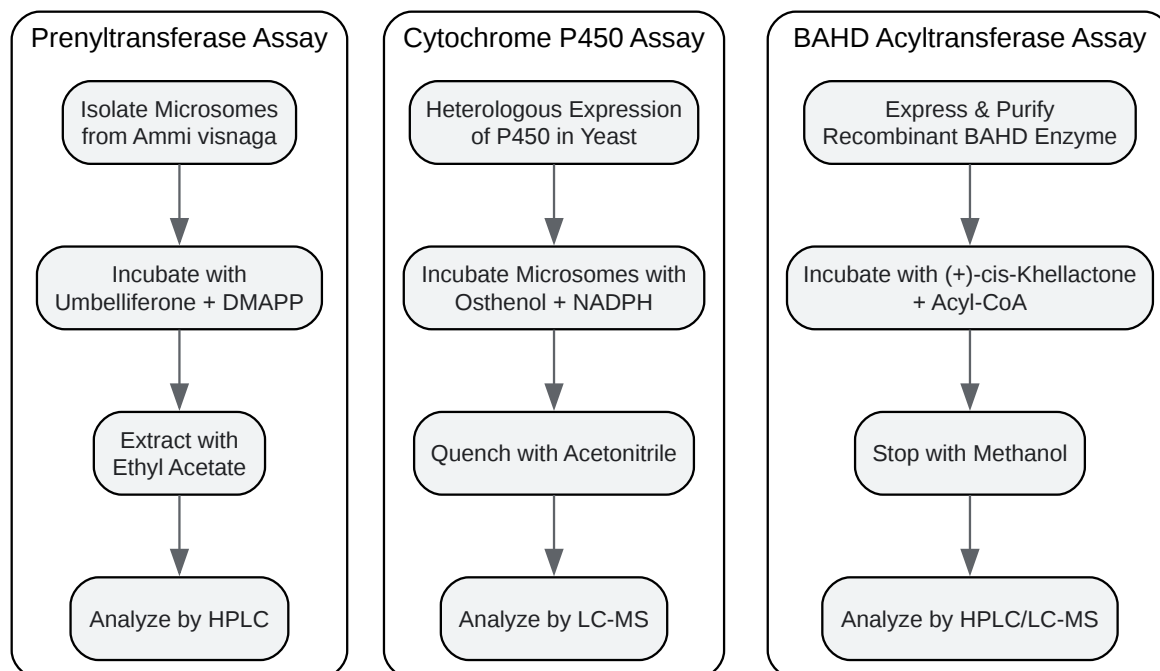 Prenyltransferase Assay
Isolate Microsomes
from Ammi visnaga
Incubate with
Umbelliferone + DMAPP
Extract with
Ethyl Acetate
Analyze by HPLC
Cytochrome P450 Assay
Heterologous Expression
of P450 in Yeast
Incubate Microsomes with
Osthenol + NADPH
Quench with Acetonitrile
Analyze by LC-MS
BAHD Acyltransferase Assay
Express & Purify
Recombinant BAHD Enzyme
Incubate with (+)-cis-Khellactone
+ Acyl-CoA
Stop with Methanol
Analyze by HPLC/LC-MS